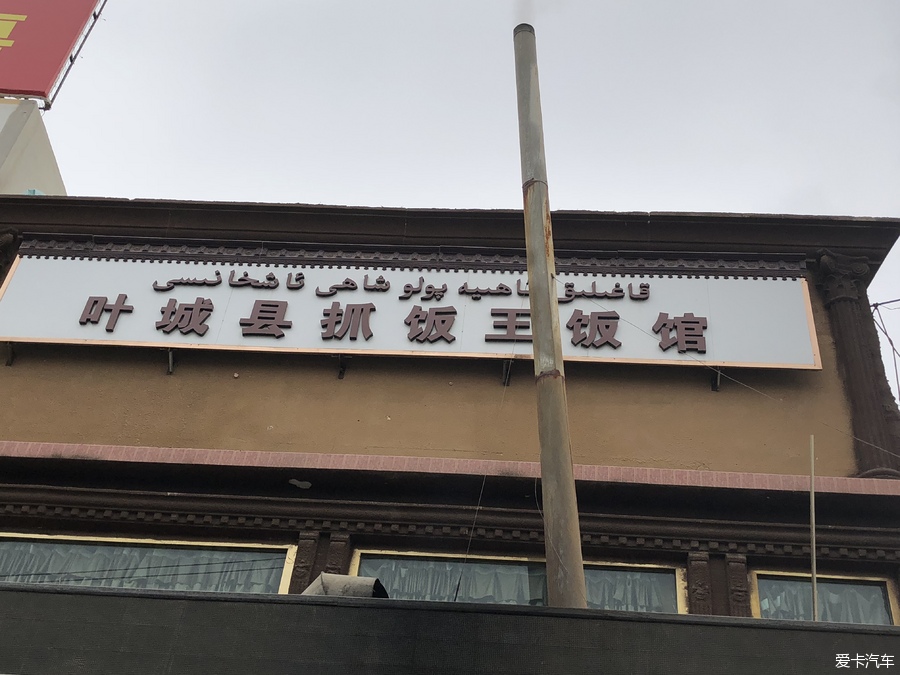 قاغىلىق ناھىيە پولو شاھى ئاشخانىسى
叶城县抓饭王饭馆
爱卡汽车